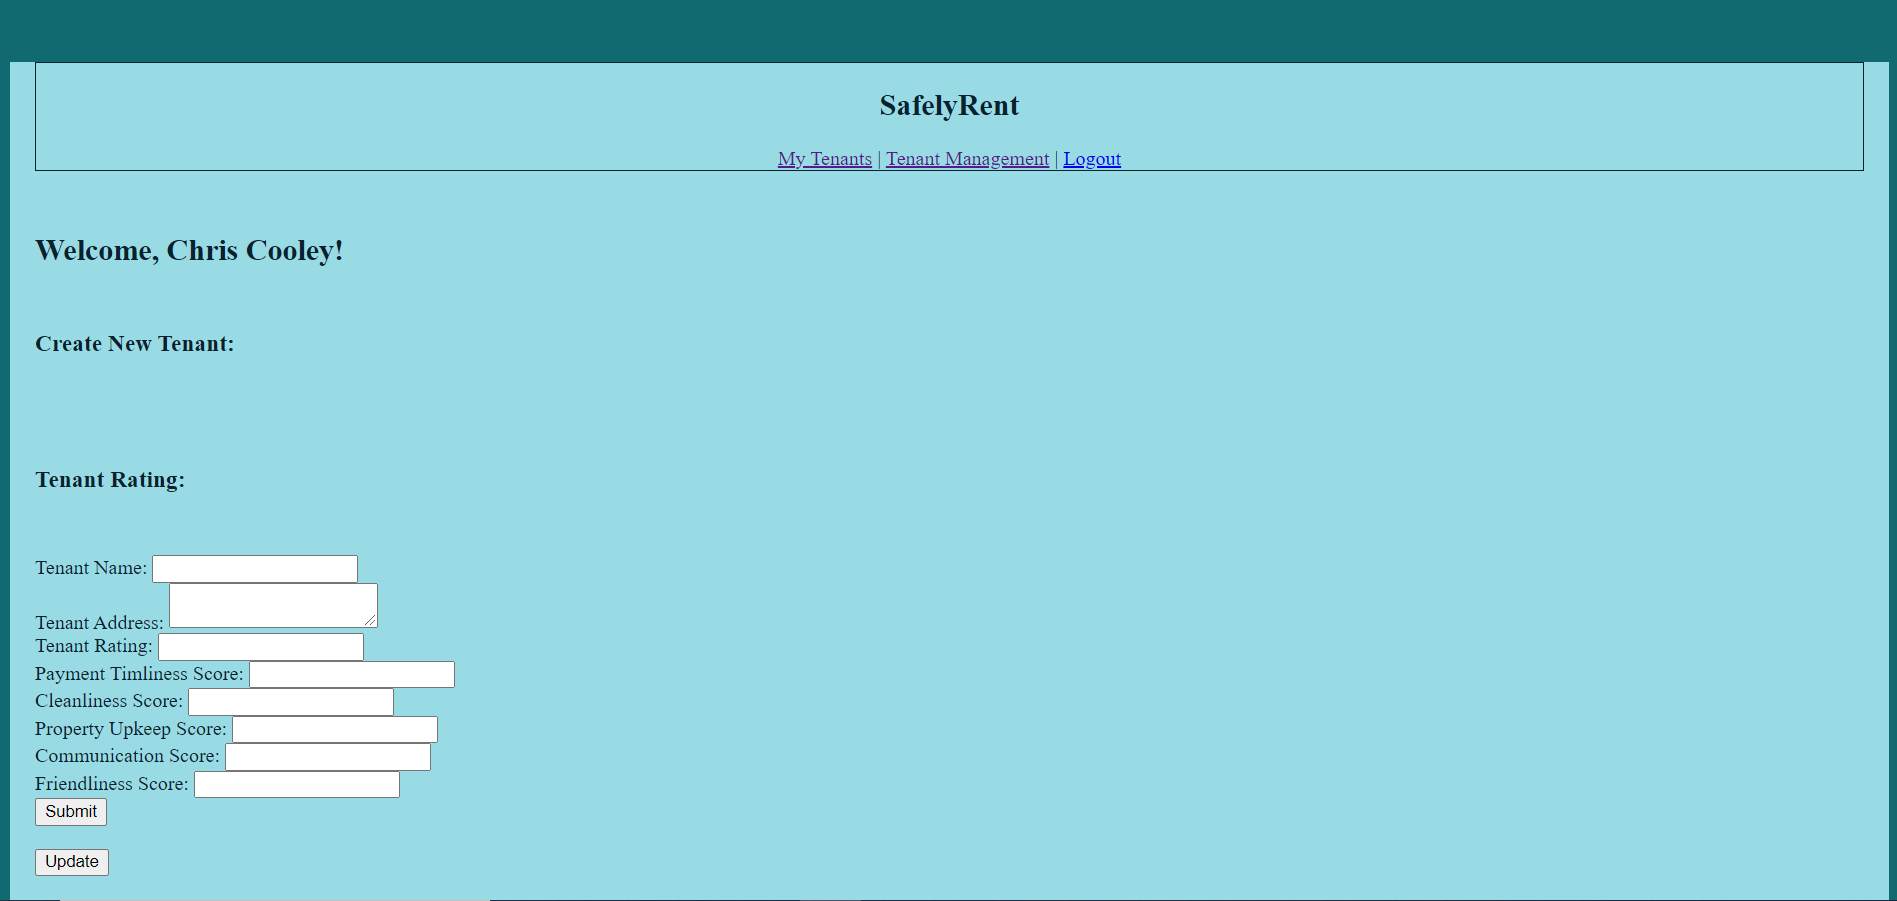 SafelyRent
My Tenants | Tenant Management | Logout
Welcome, Chris Cooley!
Create New Tenant:
Tenant Rating:
Tenant Name:
Tenant Address:
Tenant Rating:
Payment Timliness Score:
Cleanliness Score:
Property Upkeep Score:
Communication Score:
Friendliness Score:
Submit
Update